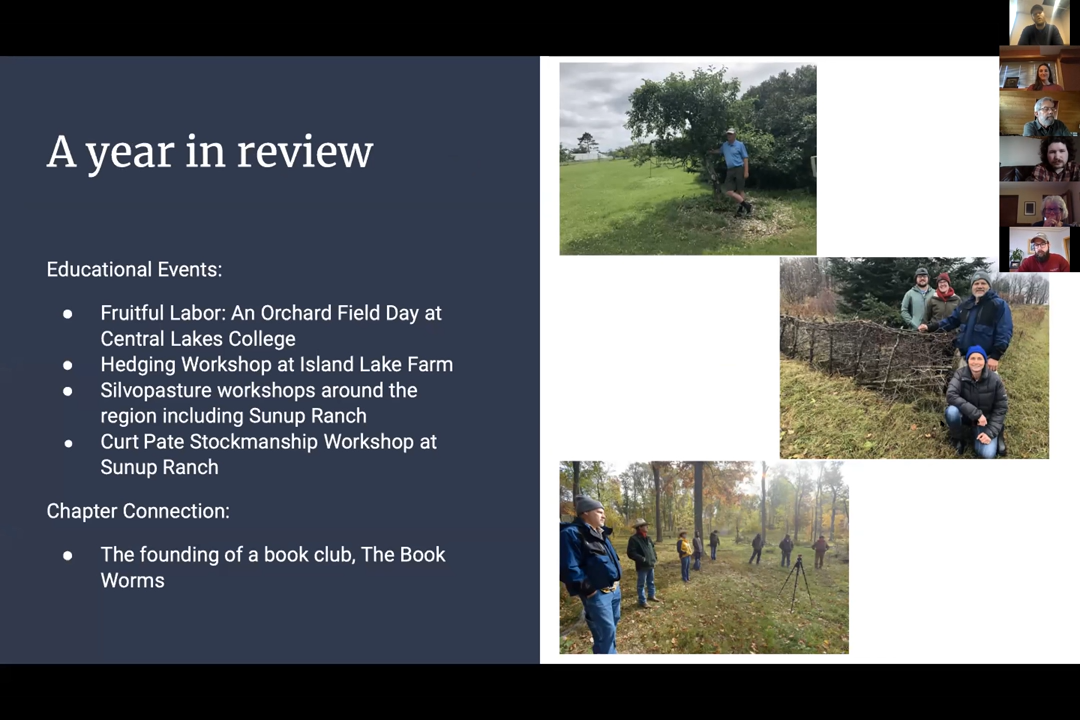 A year in review
Educational Events:
● Fruitful Labor: An Orchard Field Day at
Central Lakes College
● Hedging Workshop at Island Lake Farm
● Silvopasture workshops around the
region including Sunup Ranch
● Curt Pate Stockmanship Workshop at
Sunup Ranch
Chapter Connection:
● The founding of a book club, The Book
Worms